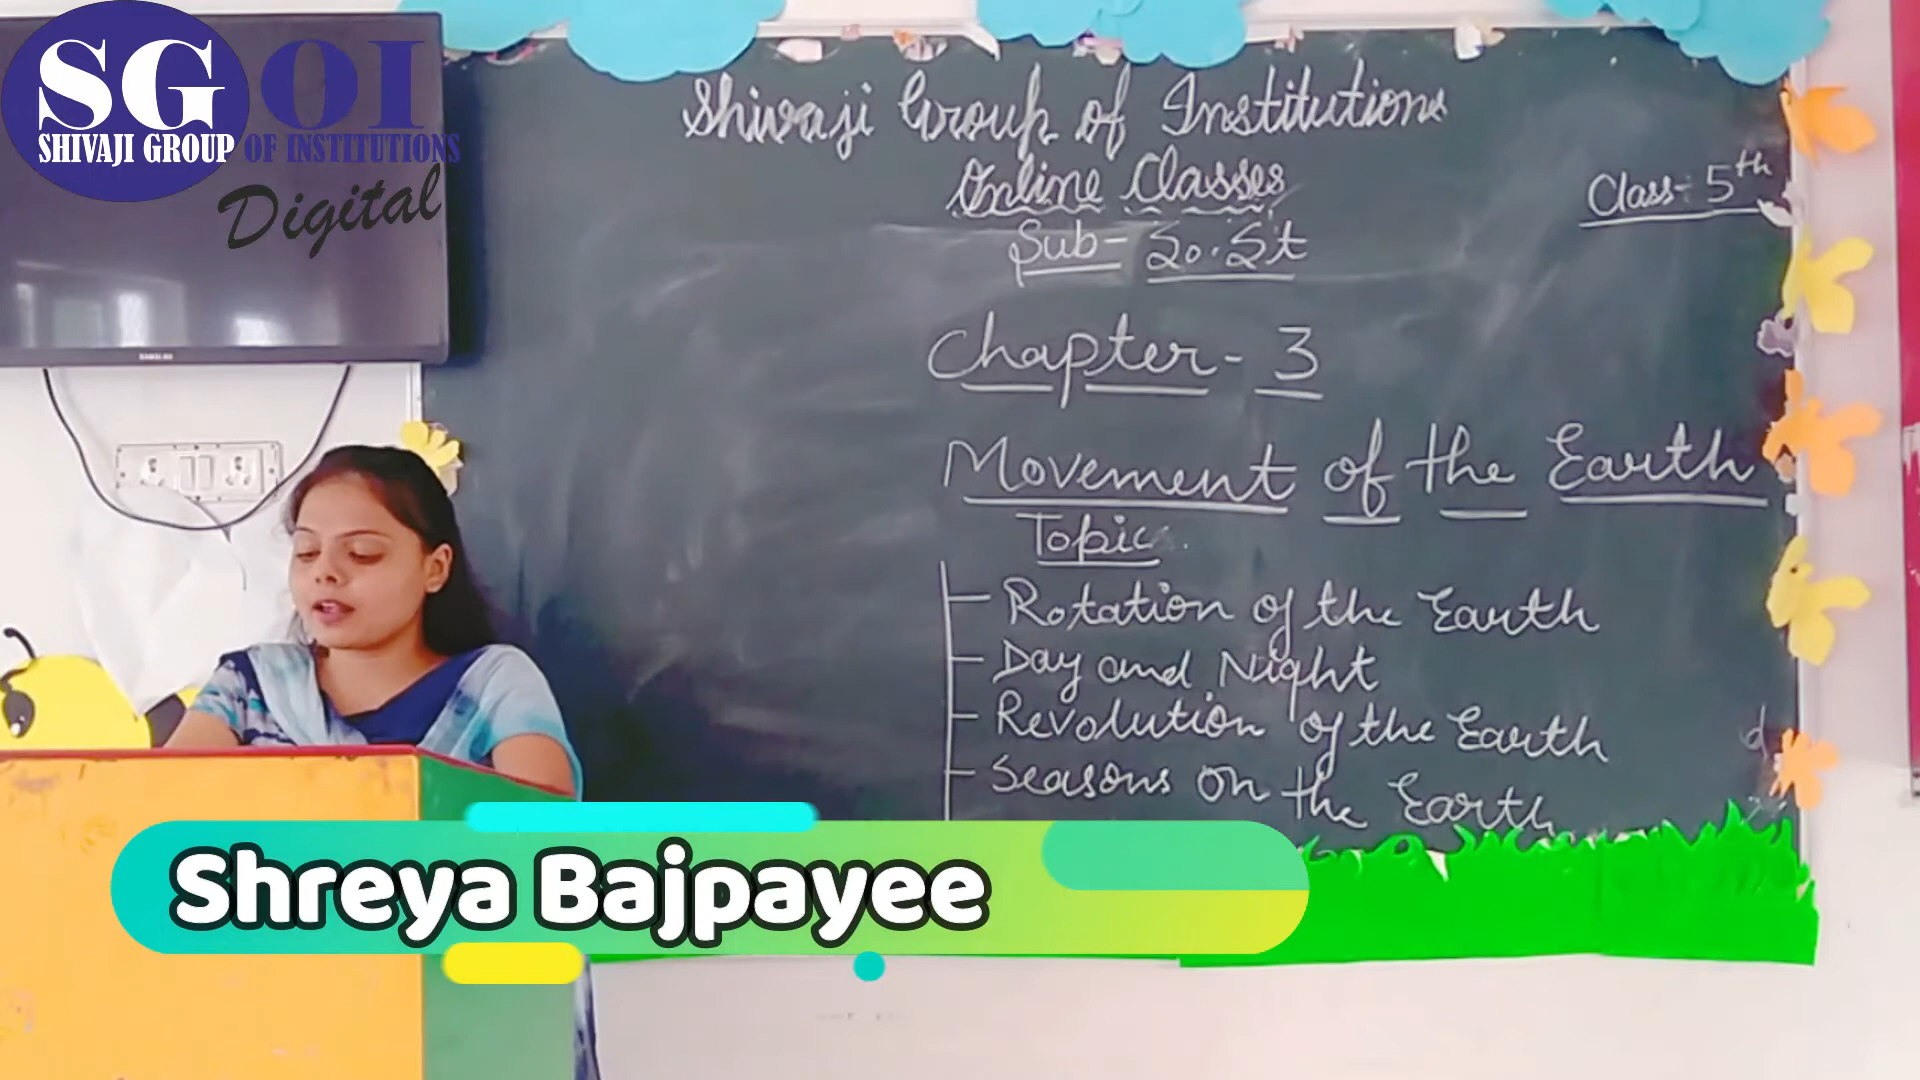 SGOI
SHIVAJI GROUP OF INSTITUTIONS
Digital
SAMSUNG
Shivaji Group of Institutions
Online Classes
Class- 5th
Sub- So. St
Chapter - 3
Movement of the Earth
Topic
Rotation of the Earth
Day and Night
Revolution of the Earth
Seasons on the Earth
Shreya Bajpayee